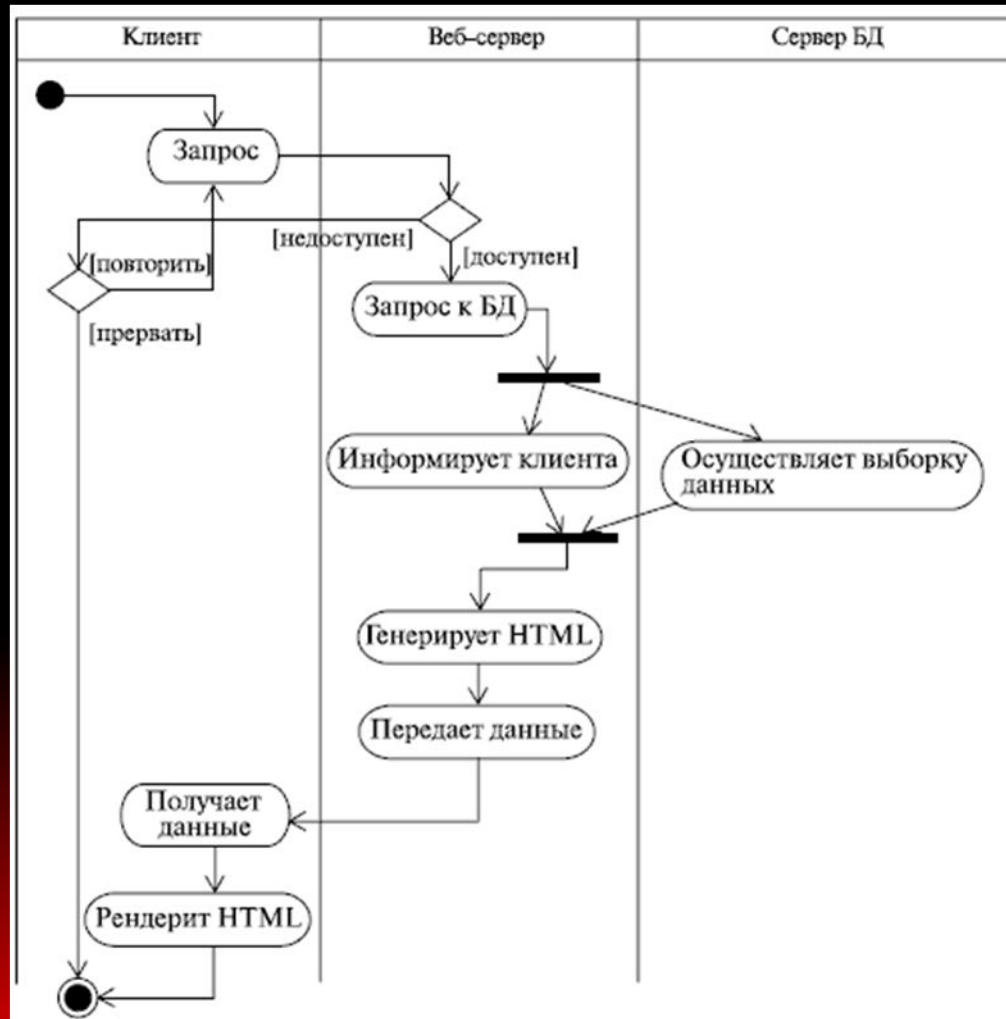 Клиент
Веб-сервер
Сервер БД
Запрос
[недоступен]
[доступен]
[повторить]
Запрос к БД
[прервать]
Информирует клиента
Осуществляет выборку
данных
Генерирует HTML
Передает данные
Получает
данные
Рендерит HTML